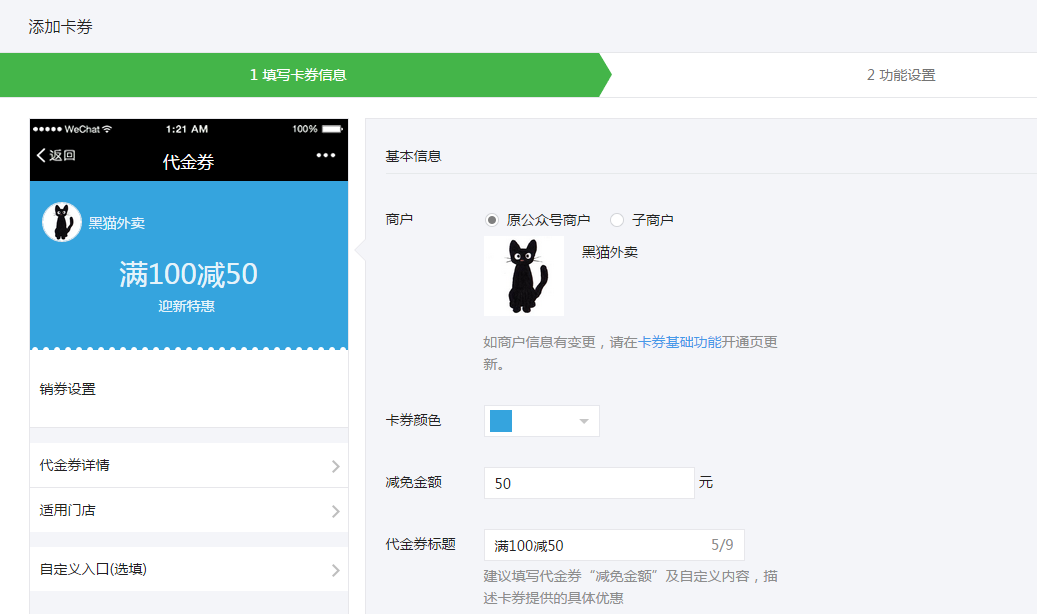 添加卡券
1 填写卡券信息
2 功能设置
WeChat 1:21 AM 100%
返回
代金券
黑猫外卖
满100减50
迎新特惠
销券设置
代金券详情
适用门店
自定义入口(选填)
基本信息
商户
原公众号商户 子商户
黑猫外卖
如商户信息有变更，请在卡券基础功能开通页更
新。
卡券颜色
减免金额 50 元
代金券标题 满100减50 5/9
建议填写代金券“减免金额”及自定义内容，描
述卡券提供的具体优惠